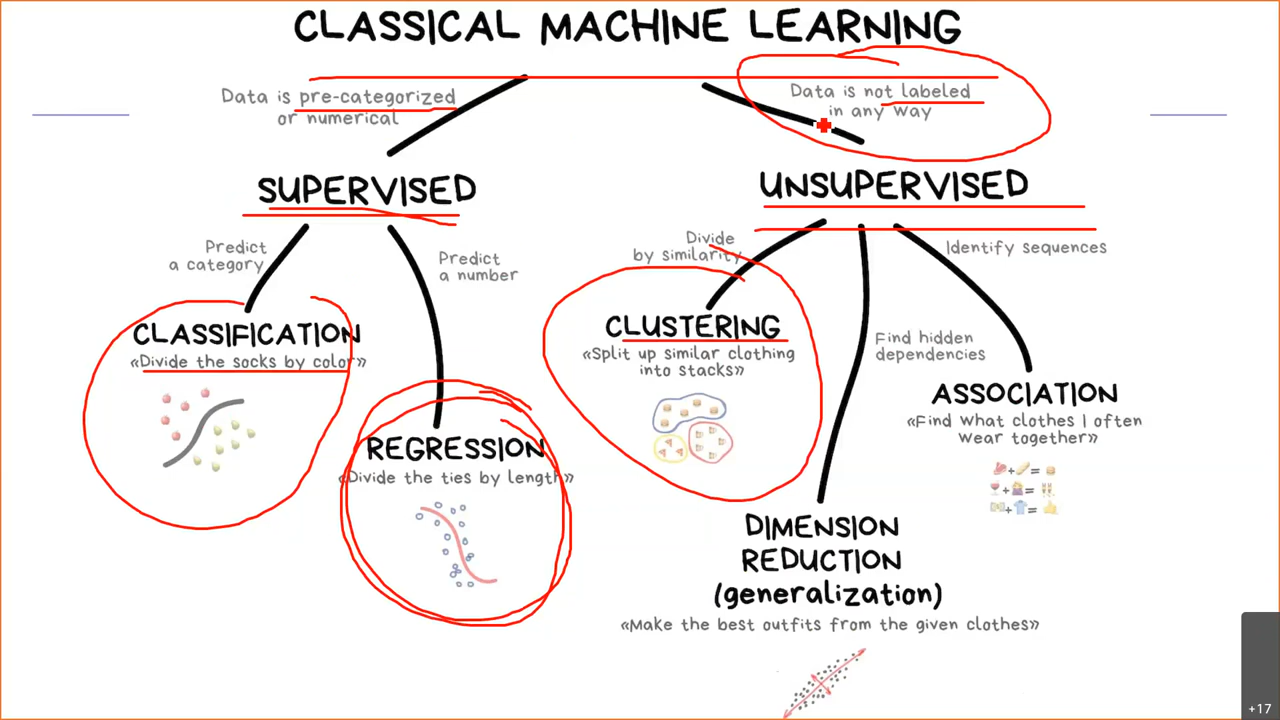 CLASSICAL MACHINE LEARNING
Data is pre-categorized
or numerical
Data is not labeled
in any way
SUPERVISED
UNSUPERVISED
Predict
a category
Predict
a number
Divide
by similarity
Identify sequences
CLASSIFICATION
«Divide the socks by color»
REGRESSION
«Divide the ties by length»
CLUSTERING
«Split up similar clothing
into stacks»
Find hidden
dependencies
ASSOCIATION
«Find what clothes I often
wear together»
DIMENSION
REDUCTION
(generalization)
«Make the best outfits from the given clothes»
+17